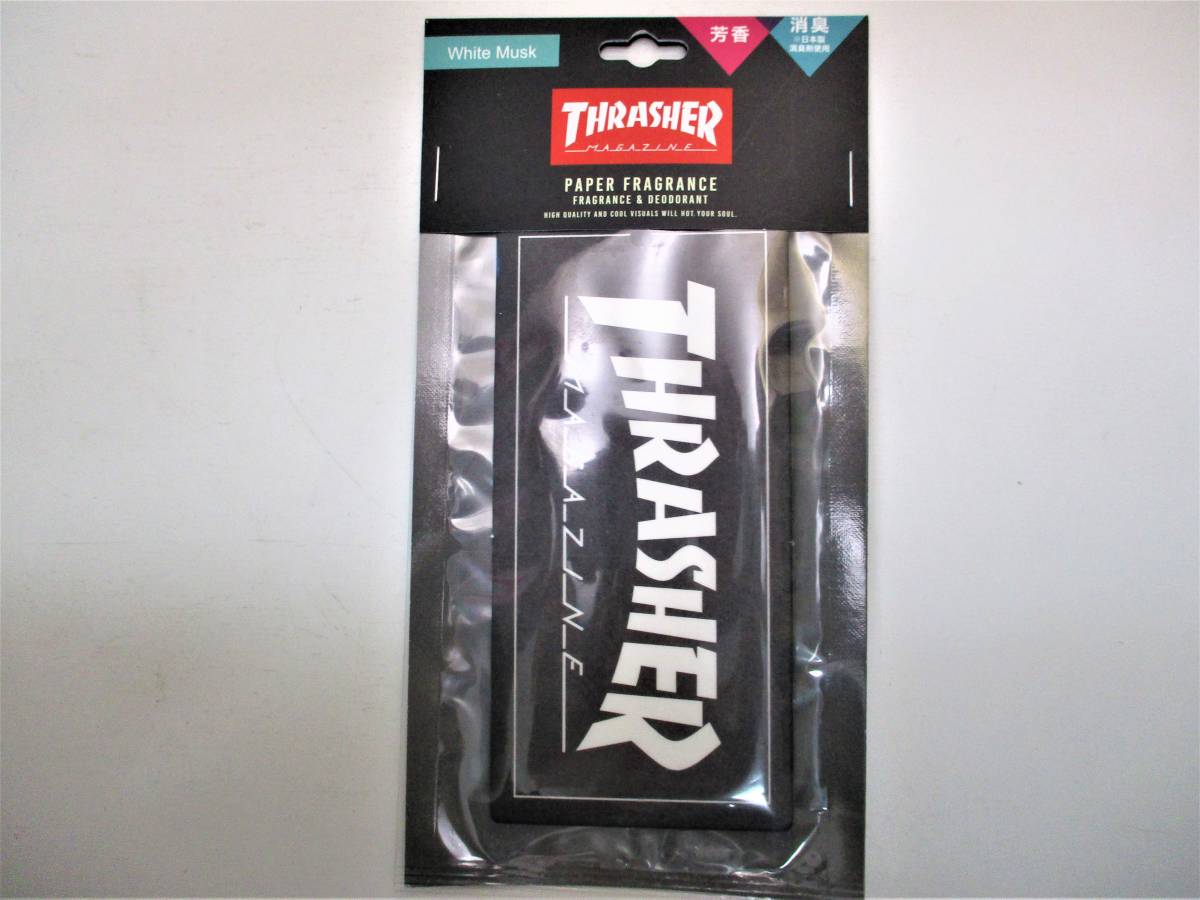 White Musk
芳香
消臭
※日本製
消臭剤使用
THRASHER
MAGAZINE
PAPER FRAGRANCE
FRAGRANCE & DEODORANT
HIGH QUALITY AND COOL VISUALS WILL HOT YOUR SOUL.
THRASHER
MAGAZINE